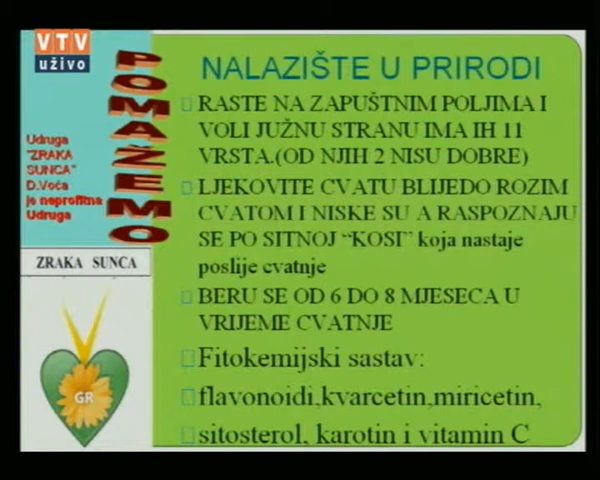 VTV
uživo
POMAŽEMO
Udruga
"ZRAKA
SUNCA"
D.Voća
je neprofitna
Udruga
ZRAKA SUNCA
GR
NALAZIŠTE U PRIRODI
RASTE NA ZAPUŠTNIM POLJIMA I
VOLI JUŽNU STRANU IMA IH 11
VRSTA.(OD NJIH 2 NISU DOBRE)
LJEKOVITE CVATU BLIJEDO ROZIM
CVATOM I NISKE SU A RASPOZNAJU
SE PO SITNOJ “KOSI” koja nastaje
poslije cvatnje
BERU SE OD 6 DO 8 MJESECA U
VRIJEME CVATNJE
Fitokemijski sastav:
flavonoidi,kvarcetin,miricetin,
sitosterol, karotin i vitamin C